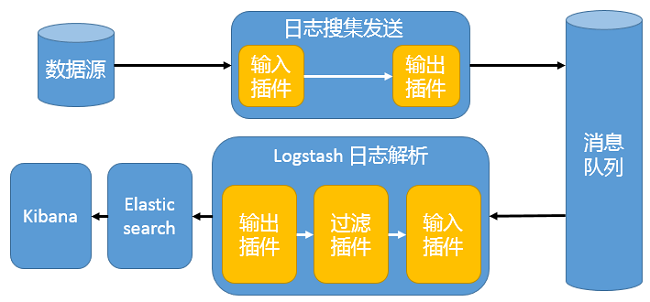 数据源
日志搜集发送
输入
插件
输出
插件
消息
队列
Logstash 日志解析
Kibana
Elastic
search
输出
插件
过滤
插件
输入
插件